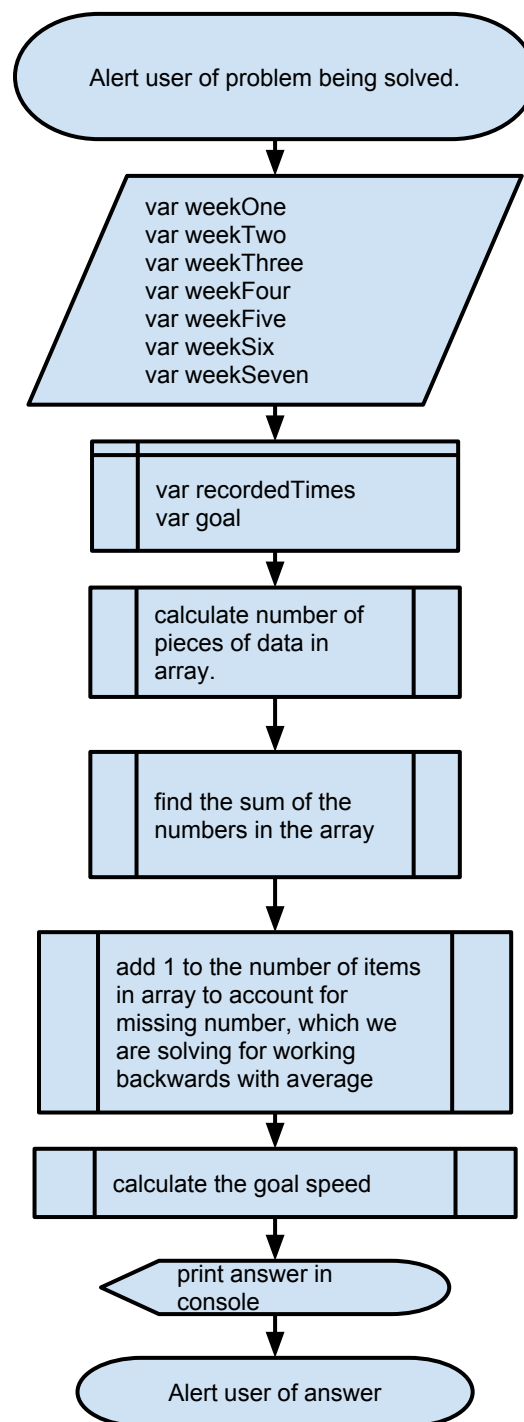 Alert user of problem being solved.
var weekOne
var weekTwo
var weekThree
var weekFour
var weekFive
var weekSix
var weekSeven
var recordedTimes
var goal
calculate number of
pieces of data in
array.
find the sum of the
numbers in the array
add 1 to the number of items
in array to account for
missing number, which we
are solving for working
backwards with average
calculate the goal speed
print answer in
console
Alert user of answer